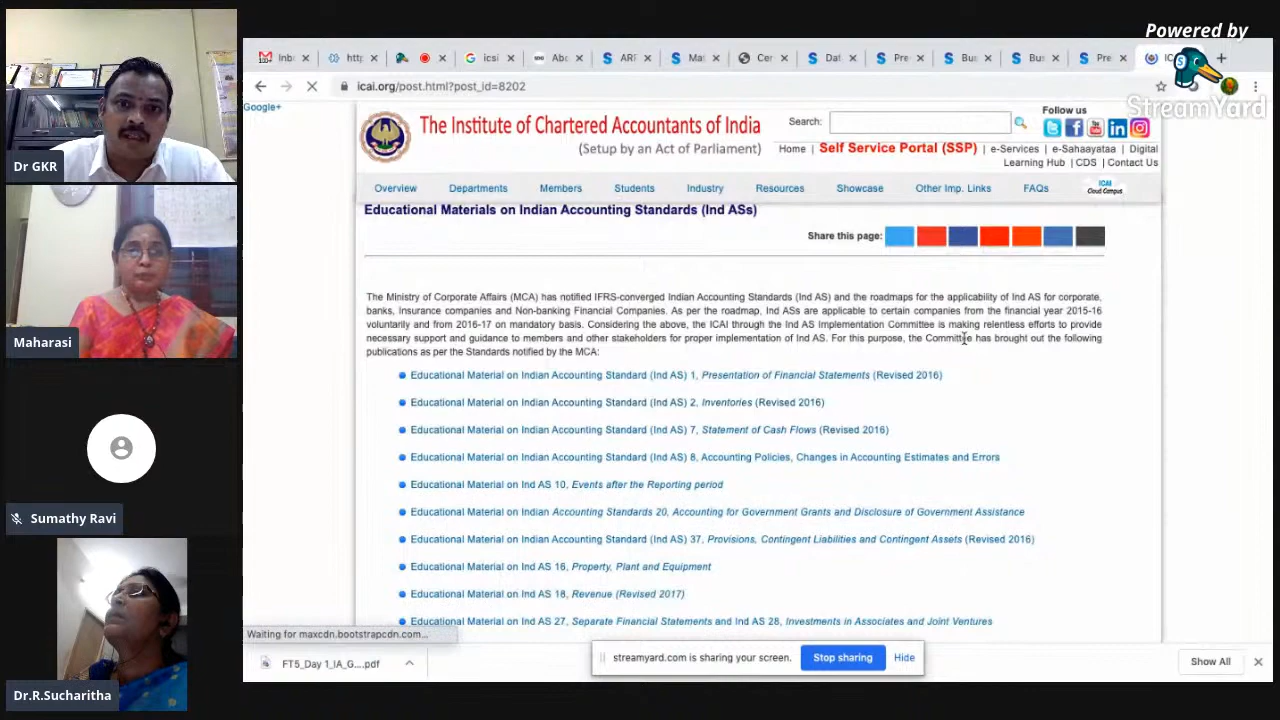 Powered by
StreamYard
Dr GKR
Maharasi
Sumathy Ravi
Dr.R.Sucharitha
Inb
http
icsi
Abc
ARF
Mat
Cer
Dat
Pre
Bus
Bus
Pre
IC
icai.org/post.html?post_id=8202
Google+
The Institute of Chartered Accountants of India
(Setup by an Act of Parliament)
Search:
Follow us
Home | Self Service Portal (SSP) | e-Services | e-Sahaayataa | Digital
Learning Hub | CDS | Contact Us
Overview Departments Members Students Industry Resources Showcase Other Imp. Links FAQs ICAI
Cloud Campus
Educational Materials on Indian Accounting Standards (Ind ASs)
Share this page:
The Ministry of Corporate Affairs (MCA) has notified IFRS-converged Indian Accounting Standards (Ind AS) and the roadmaps for the applicability of Ind AS for corporate,
banks, Insurance companies and Non-banking Financial Companies. As per the roadmap, Ind ASs are applicable to certain companies from the financial year 2015-16
voluntarily and from 2016-17 on mandatory basis. Considering the above, the ICAI through the Ind AS Implementation Committee is making relentless efforts to provide
necessary support and guidance to members and other stakeholders for proper implementation of Ind AS. For this purpose, the Committee has brought out the following
publications as per the Standards notified by the MCA:
Educational Material on Indian Accounting Standard (Ind AS) 1, Presentation of Financial Statements (Revised 2016)
Educational Material on Indian Accounting Standard (Ind AS) 2, Inventories (Revised 2016)
Educational Material on Indian Accounting Standard (Ind AS) 7, Statement of Cash Flows (Revised 2016)
Educational Material on Indian Accounting Standard (Ind AS) 8, Accounting Policies, Changes in Accounting Estimates and Errors
Educational Material on Ind AS 10, Events after the Reporting period
Educational Material on Indian Accounting Standards 20, Accounting for Government Grants and Disclosure of Government Assistance
Educational Material on Indian Accounting Standard (Ind AS) 37, Provisions, Contingent Liabilities and Contingent Assets (Revised 2016)
Educational Material on Ind AS 16, Property, Plant and Equipment
Educational Material on Ind AS 18, Revenue (Revised 2017)
Educational Material on Ind AS 27, Separate Financial Statements and Ind AS 28, Investments in Associates and Joint Ventures
Waiting for maxcdn.bootstrapcdn.com...
streamyard.com is sharing your screen. Stop sharing Hide
FT5_Day 1_IA_G....pdf
Show All